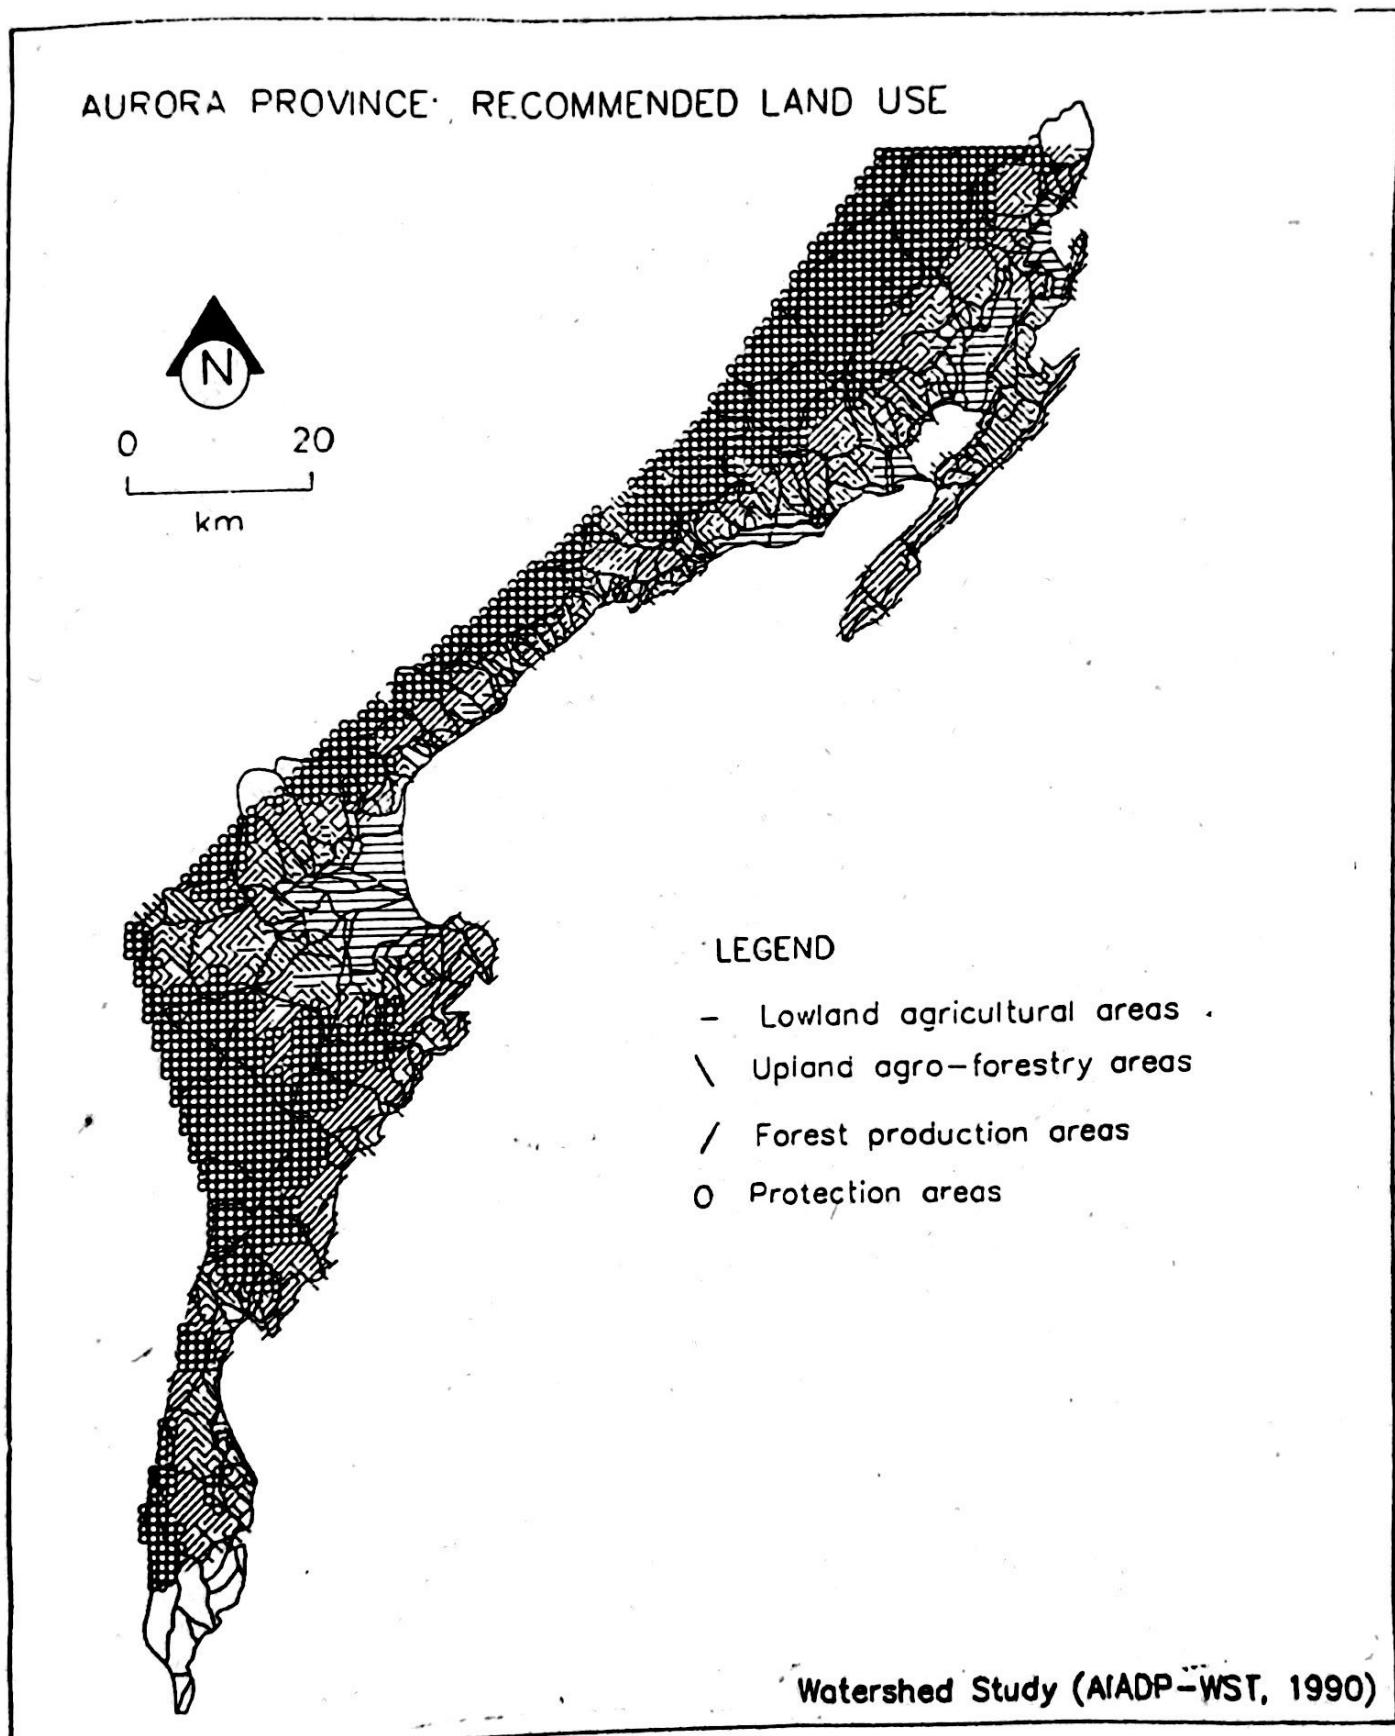 AURORA PROVINCE: RECOMMENDED LAND USE
N
0 20
km
LEGEND
– Lowland agricultural areas
\ Upland agro-forestry areas
/ Forest production areas
O Protection areas
Watershed Study (AIADP-WST, 1990)